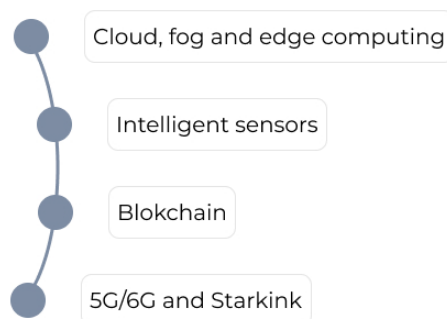 Cloud, fog and edge computing
Intelligent sensors
Blokchain
5G/6G and Starkink